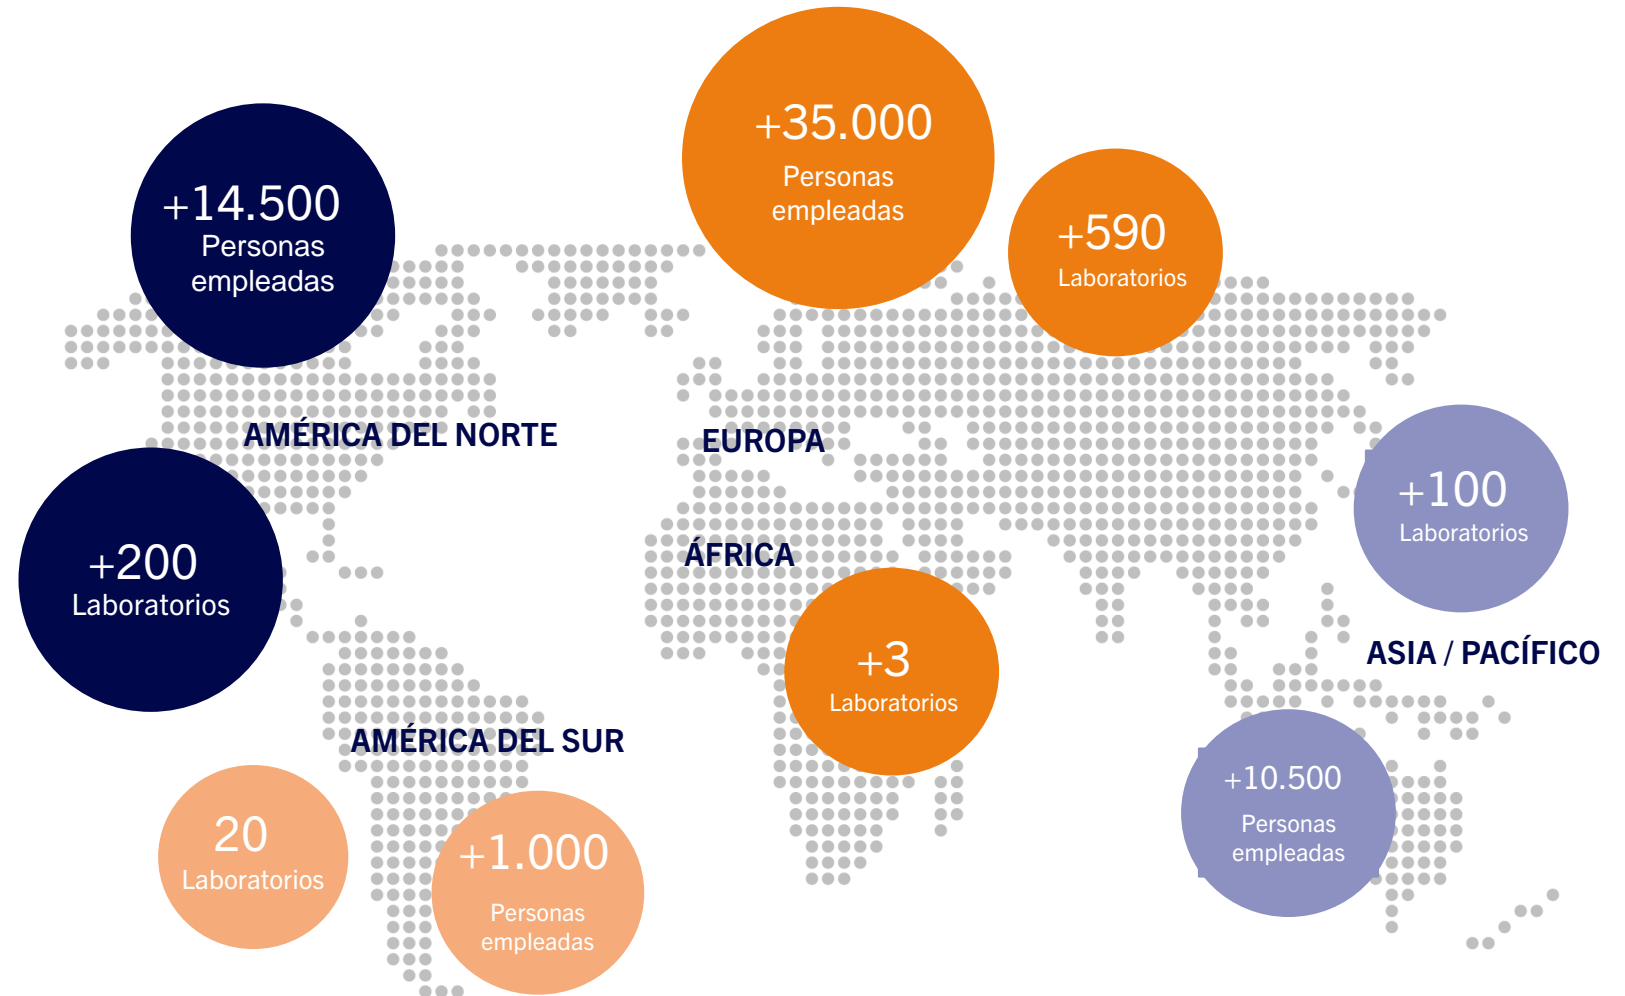 +14.500
Personas
empleadas
+35.000
Personas
empleadas
+590
Laboratorios
AMÉRICA DEL NORTE
EUROPA
+200
Laboratorios
ÁFRICA
+3
Laboratorios
+100
Laboratorios
ASIA / PACÍFICO
AMÉRICA DEL SUR
20
Laboratorios
+1.000
Personas
empleadas
+10.500
Personas
empleadas